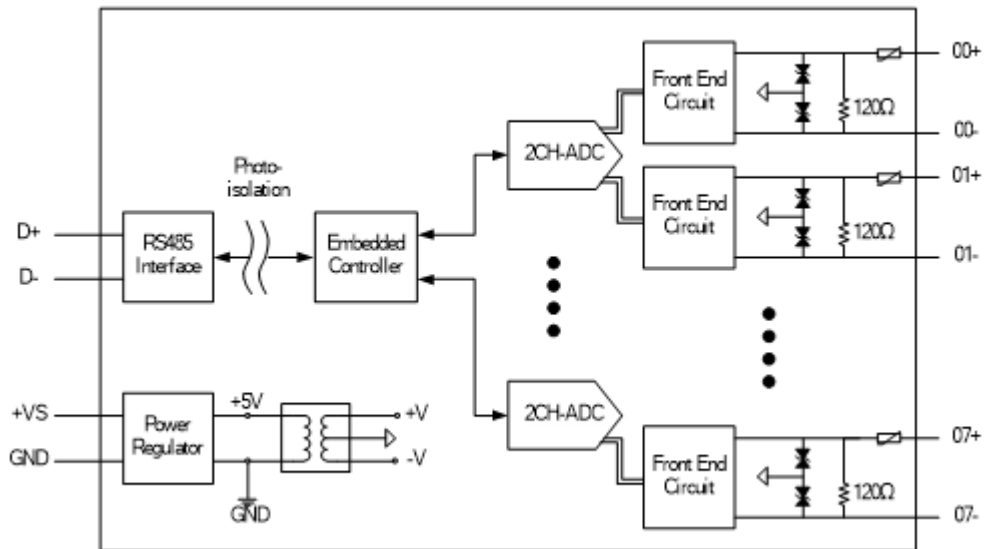 00+
Front End
Circuit
120Ω
00-
2CH-ADC
Photo-
isolation
01+
Front End
Circuit
120Ω
01-
D+
RS485
Interface
Embedded
Controller
D-
+VS
Power
Regulator
+5V
+V
GND
-V
GND
2CH-ADC
07+
Front End
Circuit
120Ω
07-